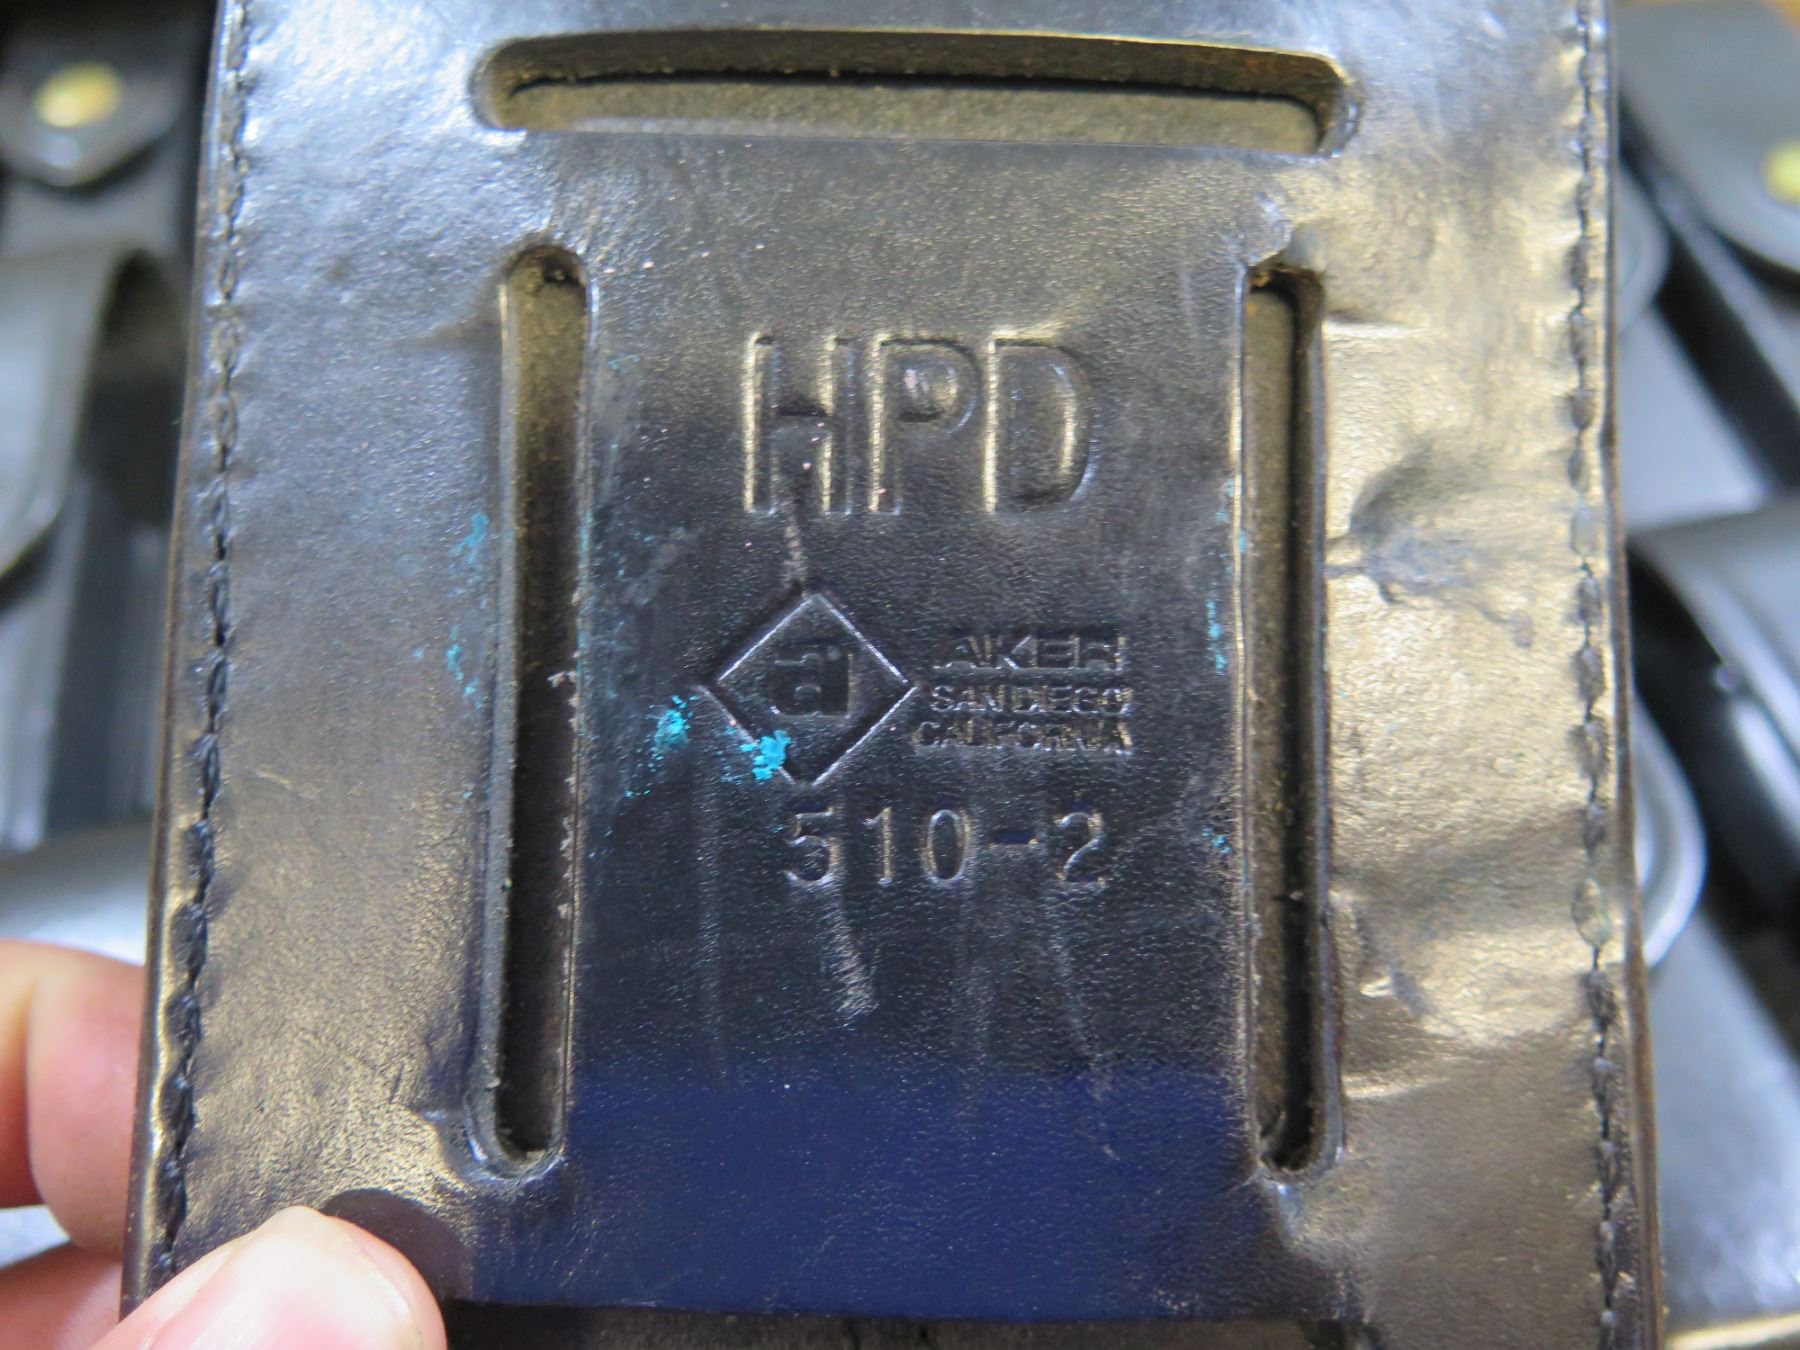 HPD
AKER
SAN DIEGO
CALIFORNIA
510-2